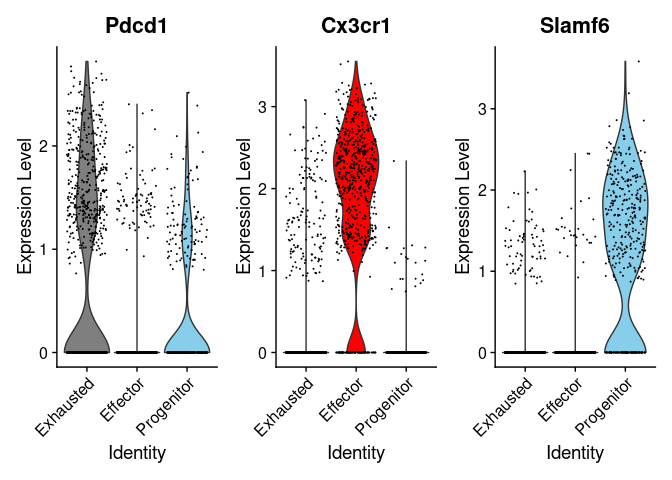 Pdcd1
Expression Level
2
1
0
Exhausted
Effector
Progenitor
Identity
Cx3cr1
Expression Level
3
2
1
0
Exhausted
Effector
Progenitor
Identity
Slamf6
Expression Level
3
2
1
0
Exhausted
Effector
Progenitor
Identity